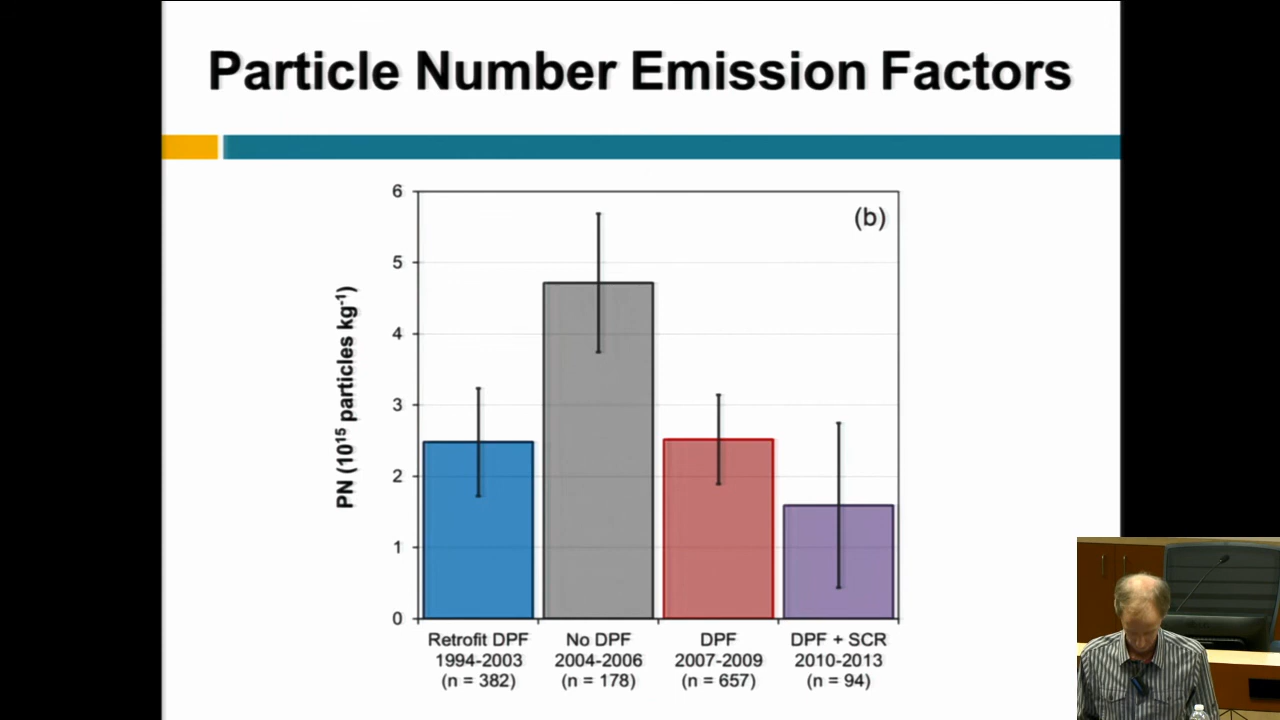 Particle Number Emission Factors
(b)
6
5
4
3
2
1
0
PN (10¹⁵ particles kg⁻¹)
Retrofit DPF
1994-2003
(n = 382)
No DPF
2004-2006
(n = 178)
DPF
2007-2009
(n = 657)
DPF + SCR
2010-2013
(n = 94)